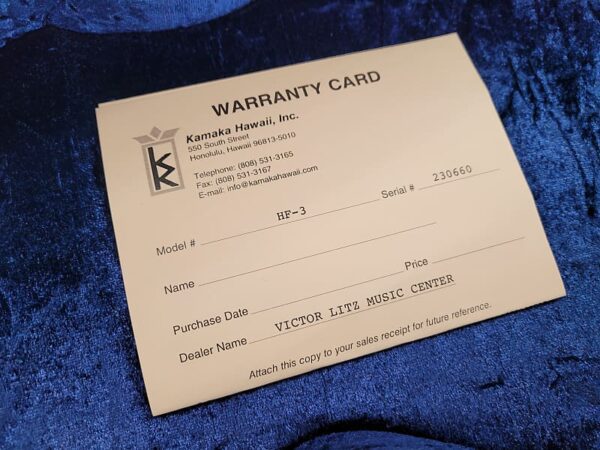 WARRANTY CARD
Kamaka Hawaii, Inc.
550 South Street
Honolulu, Hawaii 96813-5010
Telephone: (808) 531-3165
Fax: (808) 531-3167
E-mail: info@kamakahawaii.com
Model # HF-3 Serial # 230660
Name
Purchase Date Price
Dealer Name VICTOR LITZ MUSIC CENTER
Attach this copy to your sales receipt for future reference.